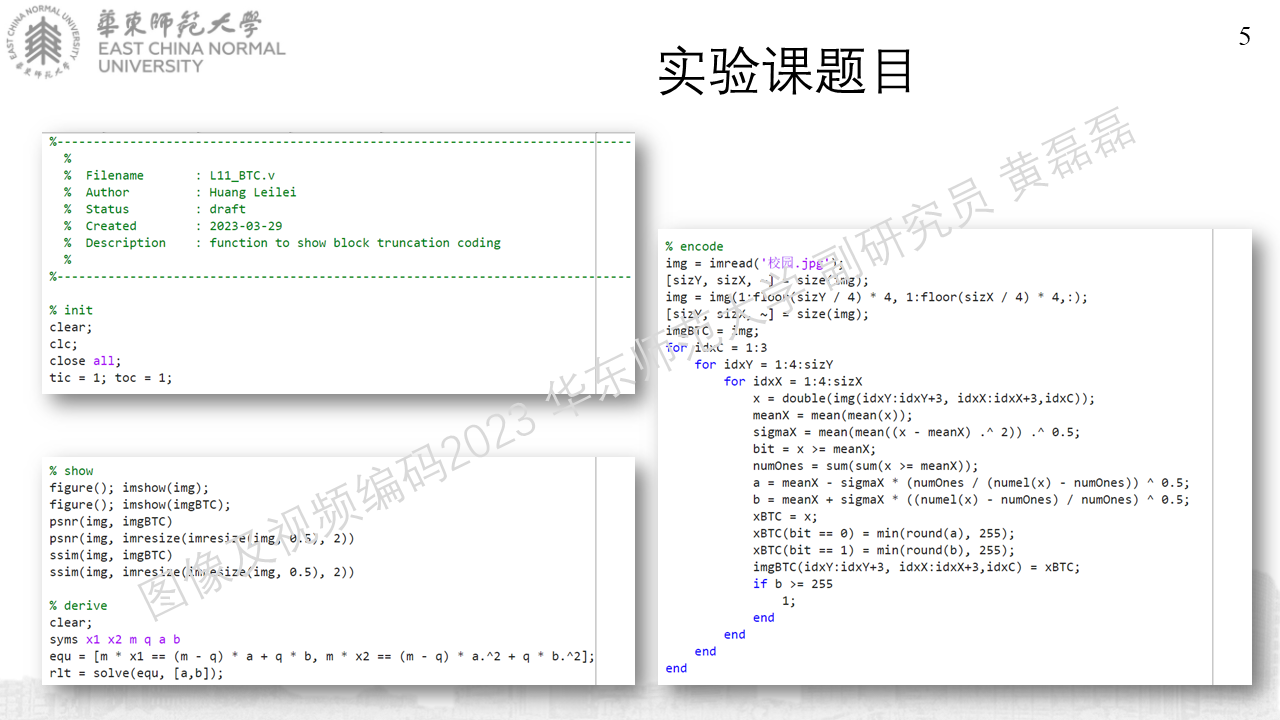 EAST CHINA NORMAL UNIVERSITY
華東師範大學
華東師範大學
EAST CHINA NORMAL
UNIVERSITY
5
实验课题目
%-------------------------------------------------------------------------------
%
% Filename : L11_BTC.v
% Author : Huang Leilei
% Status : draft
% Created : 2023-03-29
% Description : function to show block truncation coding
%
%-------------------------------------------------------------------------------
% init
clear;
clc;
close all;
tic = 1; toc = 1;
% show
figure(); imshow(img);
figure(); imshow(imgBTC);
psnr(img, imgBTC)
psnr(img, imresize(imresize(img, 0.5), 2))
ssim(img, imgBTC)
ssim(img, imresize(imresize(img, 0.5), 2))
% derive
clear;
syms x1 x2 m q a b
equ = [m * x1 == (m - q) * a + q * b, m * x2 == (m - q) * a.^2 + q * b.^2];
rlt = solve(equ, [a,b]);
% encode
img = imread('校园.jpg');
[sizY, sizX, ~] = size(img);
img = img(1:floor(sizY / 4) * 4, 1:floor(sizX / 4) * 4,:);
[sizY, sizX, ~] = size(img);
imgBTC = img;
for idxC = 1:3
for idxY = 1:4:sizY
for idxX = 1:4:sizX
x = double(img(idxY:idxY+3, idxX:idxX+3,idxC));
meanX = mean(mean(x));
sigmaX = mean(mean((x - meanX) .^ 2)) .^ 0.5;
bit = x >= meanX;
numOnes = sum(sum(x >= meanX));
a = meanX - sigmaX * (numOnes / (numel(x) - numOnes)) ^ 0.5;
b = meanX + sigmaX * ((numel(x) - numOnes) / numOnes) ^ 0.5;
xBTC = x;
xBTC(bit == 0) = min(round(a), 255);
xBTC(bit == 1) = min(round(b), 255);
imgBTC(idxY:idxY+3, idxX:idxX+3,idxC) = xBTC;
if b >= 255
1;
end
end
end
end
图像及视频编码2023 华东师范大学 副研究员 黄磊磊